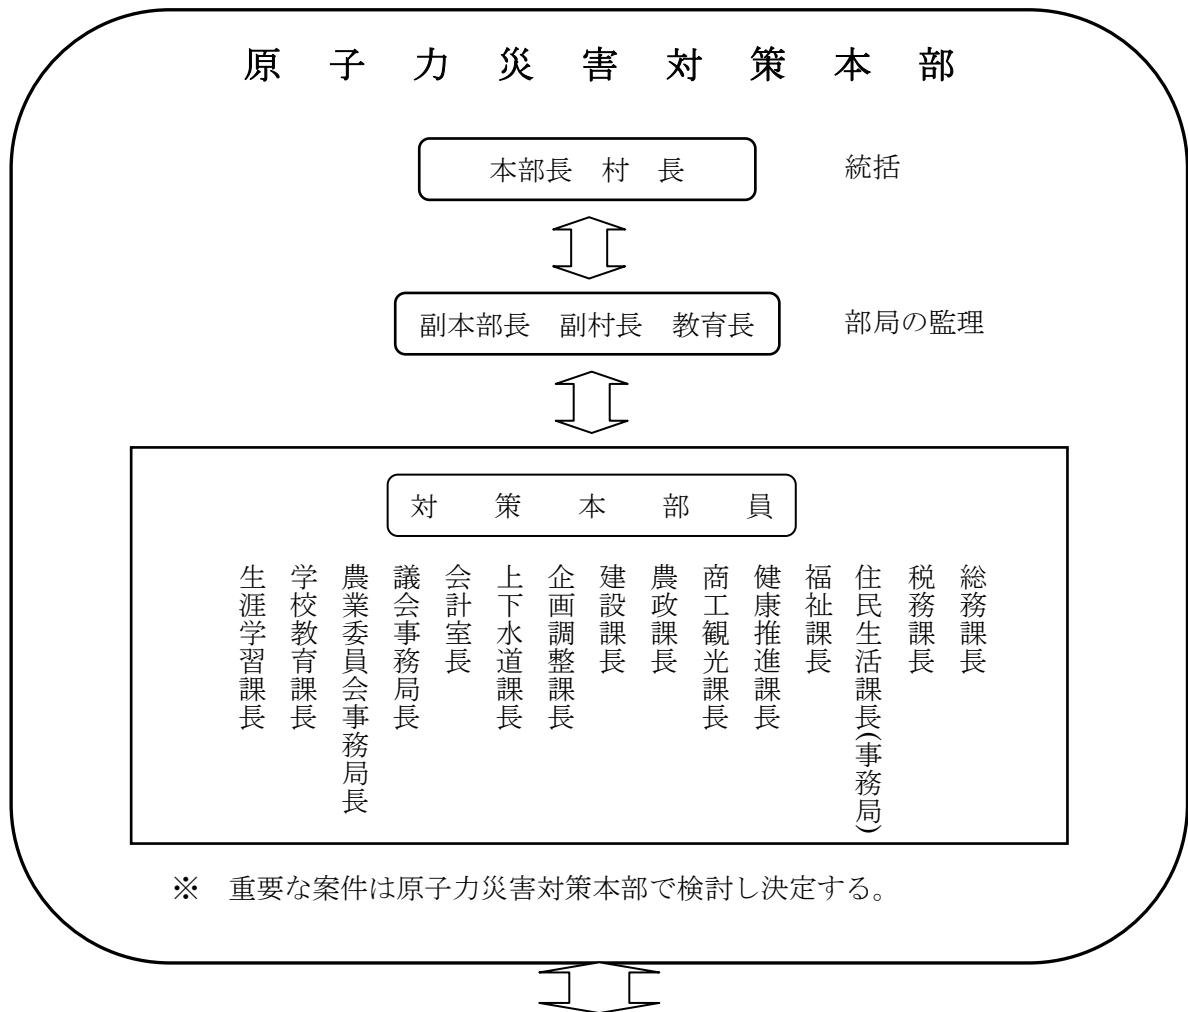 原子力災害対策本部
本部長　村　長
統括
副本部長　副村長　教育長
部局の監理
対策本部員
総務課長
税務課長
住民生活課長(事務局)
福祉課長
健康推進課長
商工観光課長
農政課長
建設課長
企画調整課長
上下水道課長
会計室長
議会事務局長
農業委員会事務局長
学校教育課長
生涯学習課長
※　重要な案件は原子力災害対策本部で検討し決定する。